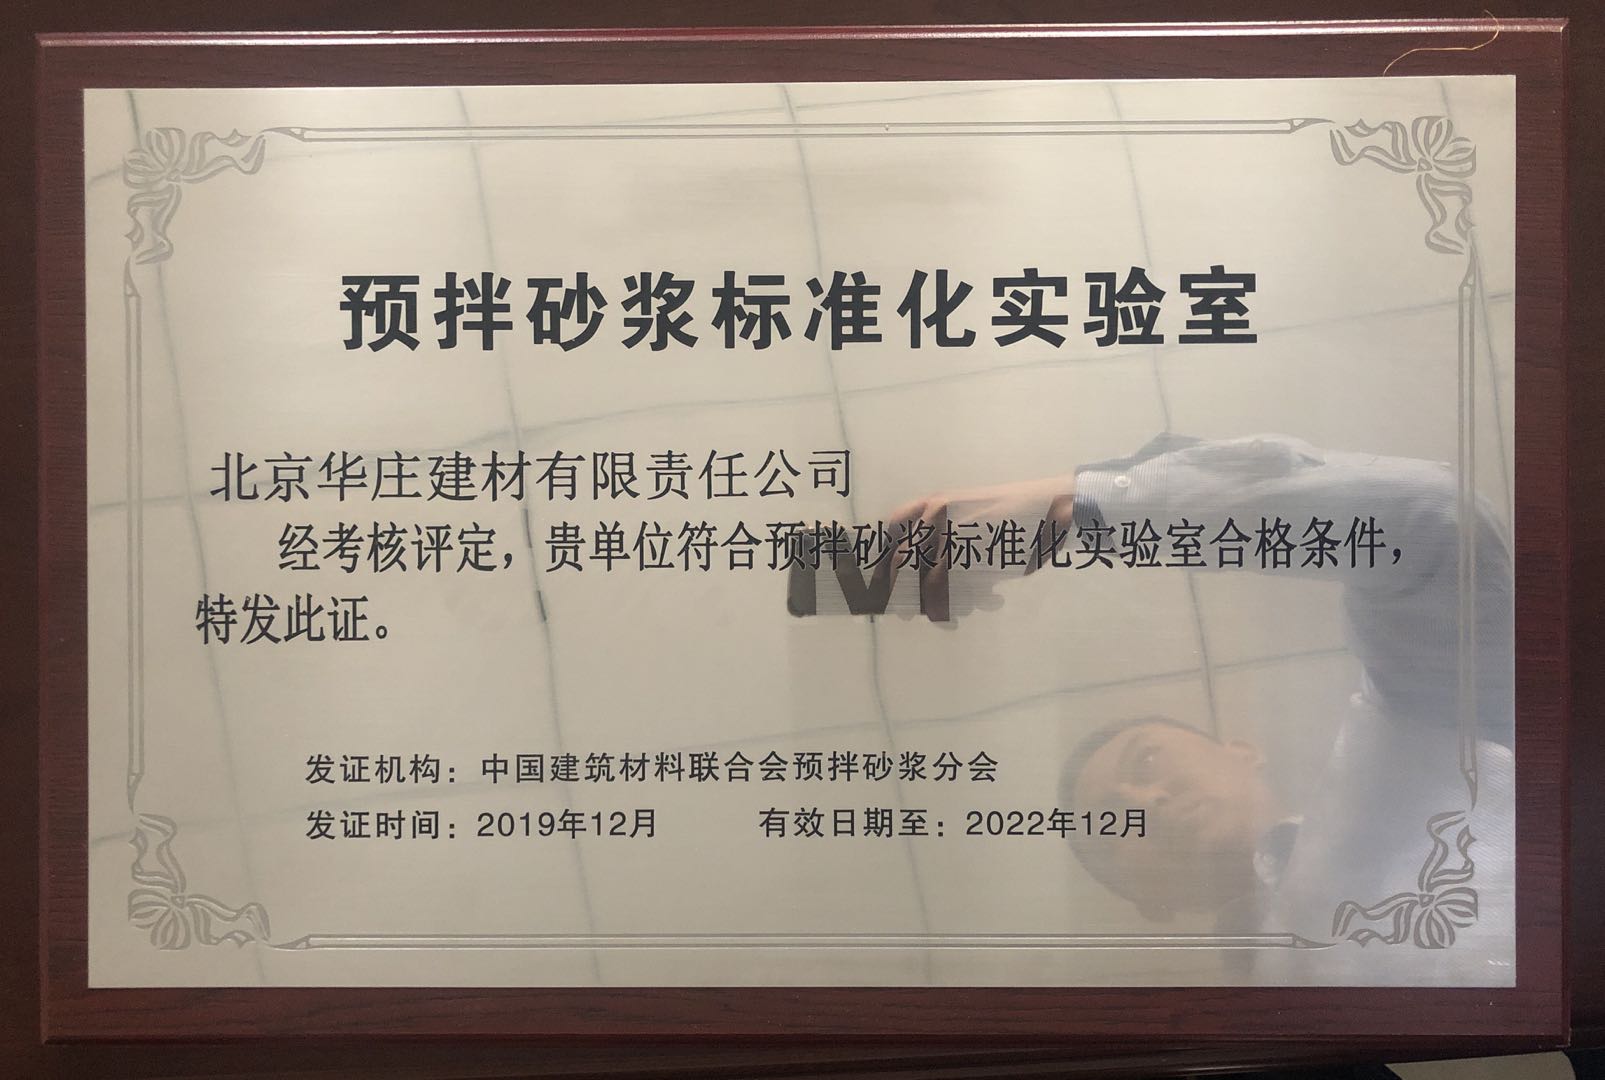 预拌砂浆标准化实验室
北京华庄建材有限责任公司
经考核评定，贵单位符合预拌砂浆标准化实验室合格条件，
特发此证。
发证机构：中国建筑材料联合会预拌砂浆分会
发证时间：2019年12月 有效日期至：2022年12月